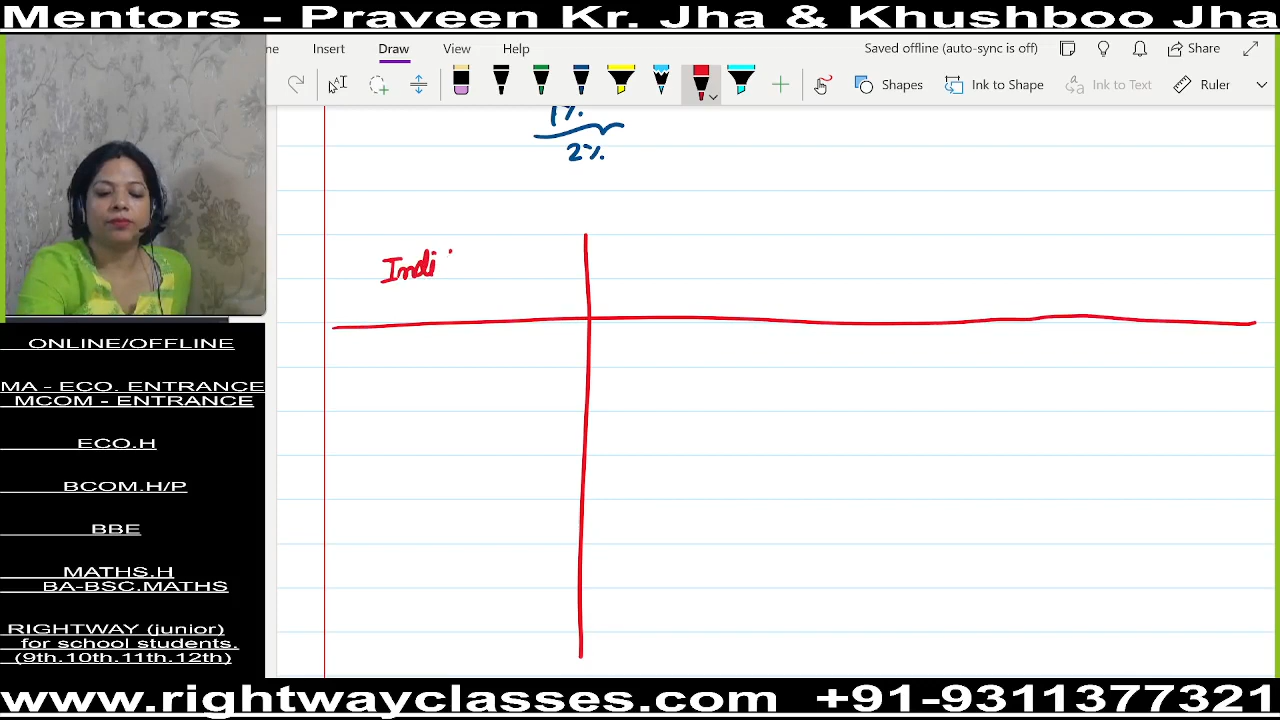 Mentors - Praveen Kr. Jha & Khushboo Jha
Insert Draw View Help Saved offline (auto-sync is off) Share
Shapes Ink to Shape Ink to Text Ruler
1%.
2%.
Indi
ONLINE/OFFLINE
MA - ECO. ENTRANCE
MCOM - ENTRANCE
ECO.H
BCOM.H/P
BBE
MATHS.H
BA-BSC.MATHS
RIGHTWAY (junior)
for school students.
(9th.10th.11th.12th)
www.rightwayclasses.com +91-9311377321